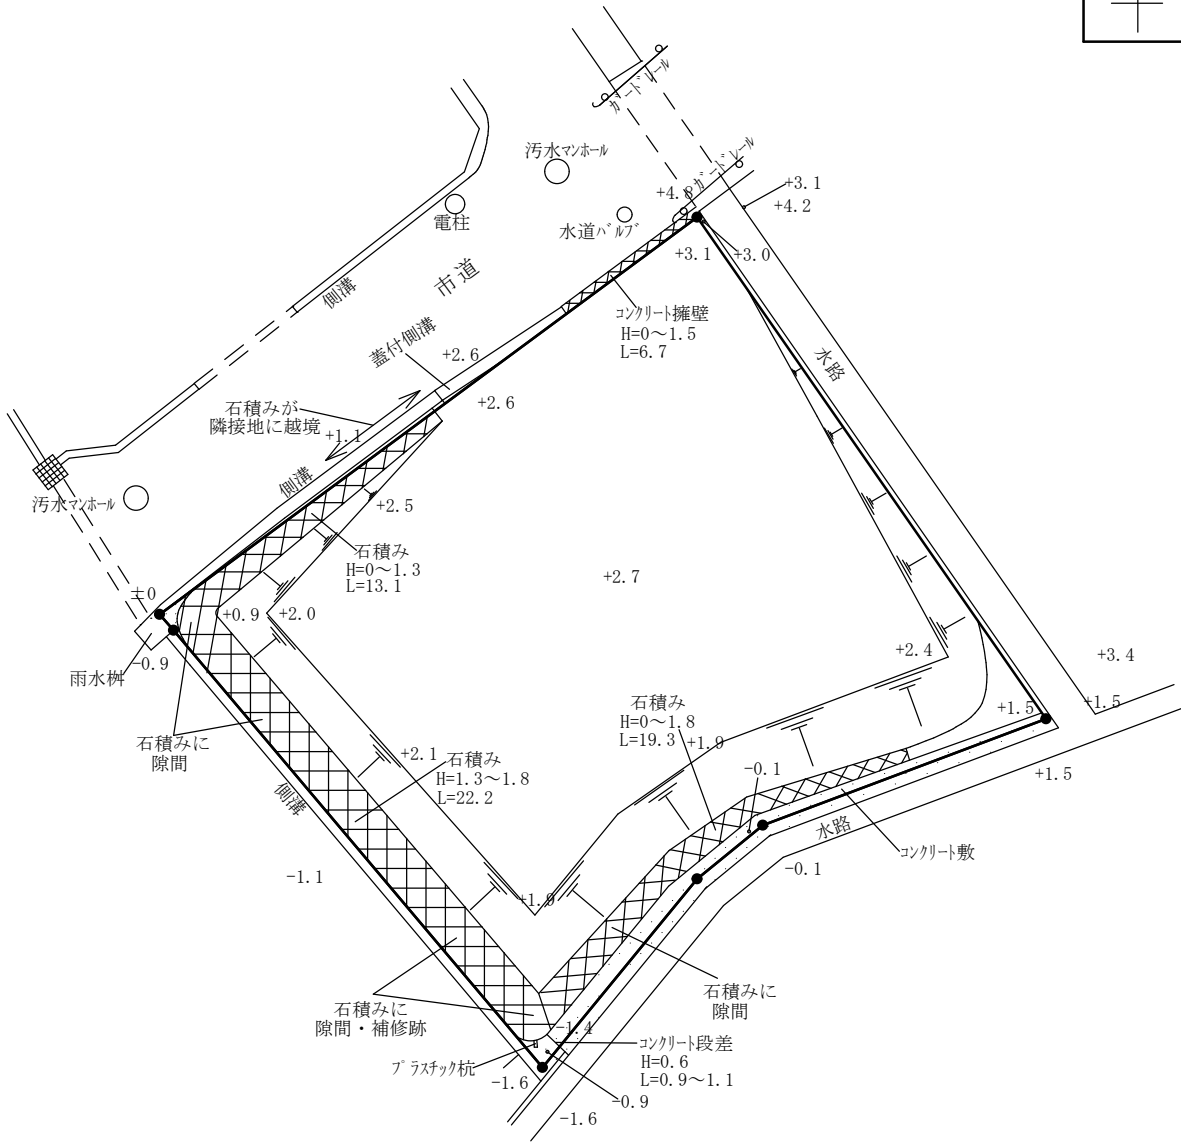 ガードレール
汚水マンホール
ガードレール
+4.8
+3.1
+4.2
電柱
水道バルブ
+3.1
+3.0
市道
側溝
コンクリート擁壁
H=0～1.5
L=6.7
蓋付側溝
+2.6
水路
石積みが
隣接地に越境
+2.6
+1.1
側溝
汚水マンホール
+2.5
石積み
H=0～1.3
L=13.1
+2.7
±0
+0.9
+2.0
-0.9
雨水桝
+2.4
+3.4
石積みに
隙間
石積み
H=0～1.8
L=19.3
+1.9
+1.5
+1.5
+2.1
石積み
H=1.3～1.8
L=22.2
-0.1
+1.5
側溝
水路
コンクリート敷
-0.1
-1.1
+1.9
石積みに
隙間
石積みに
隙間・補修跡
-1.4
コンクリート段差
H=0.6
L=0.9～1.1
プラスチック杭
-1.6
-0.9
-1.6